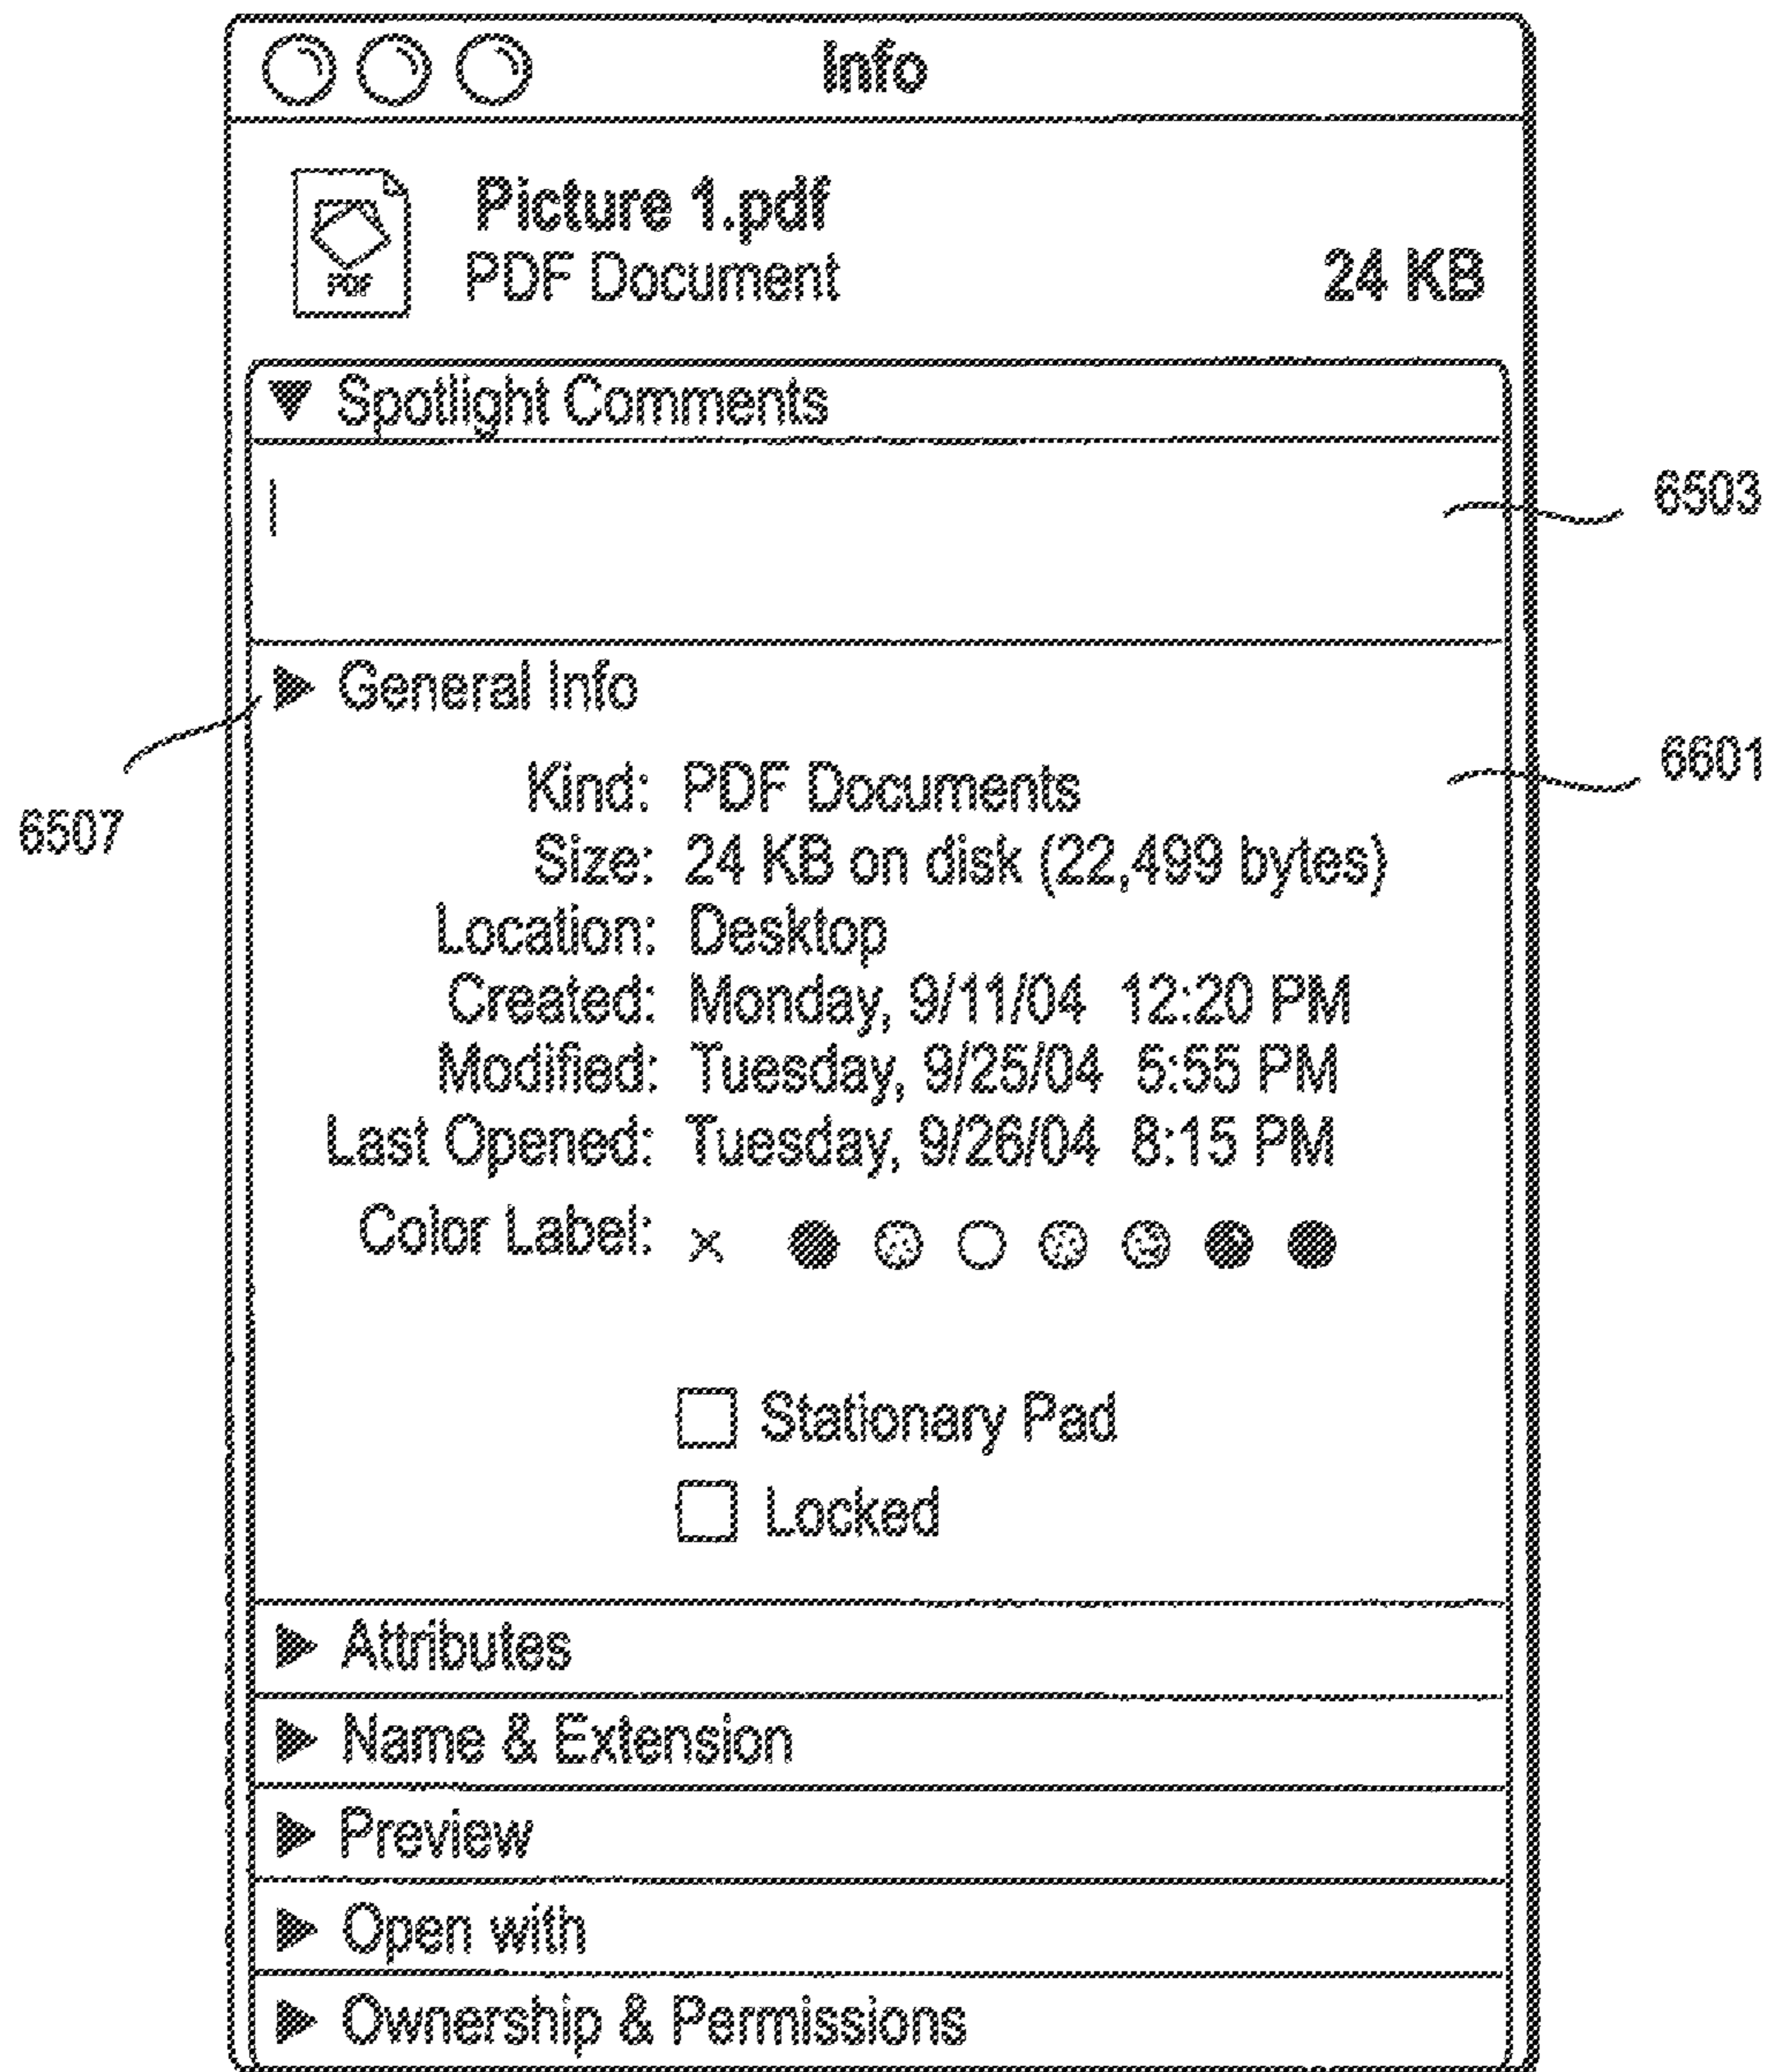 Info
Picture 1.pdf
PDF Document
24 KB
PDF
Spotlight Comments
6503
General Info
6507
6601
Kind: PDF Documents
Size: 24 KB on disk (22,499 bytes)
Location: Desktop
Created: Monday, 9/11/04 12:20 PM
Modified: Tuesday, 9/25/04 5:55 PM
Last Opened: Tuesday, 9/26/04 8:15 PM
Color Label:
Stationary Pad
Locked
Attributes
Name & Extension
Preview
Open with
Ownership & Permissions